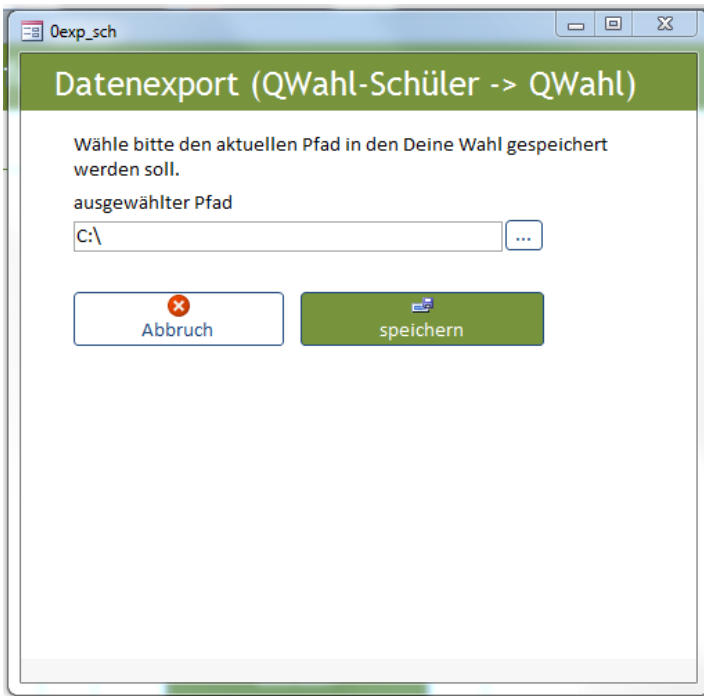 0exp_sch
Datenexport (QWahl-Schüler -> QWahl)
Wähle bitte den aktuellen Pfad in den Deine Wahl gespeichert
werden soll.
ausgewählter Pfad
C:\
...
Abbruch
speichern